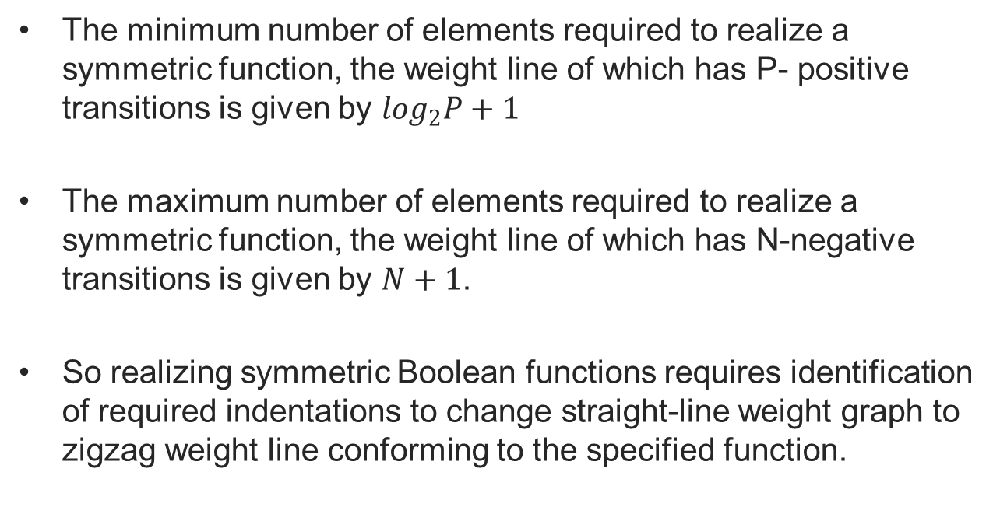 • The minimum number of elements required to realize a
symmetric function, the weight line of which has P- positive
transitions is given by log₂P + 1
• The maximum number of elements required to realize a
symmetric function, the weight line of which has N-negative
transitions is given by N + 1.
• So realizing symmetric Boolean functions requires identification
of required indentations to change straight-line weight graph to
zigzag weight line conforming to the specified function.